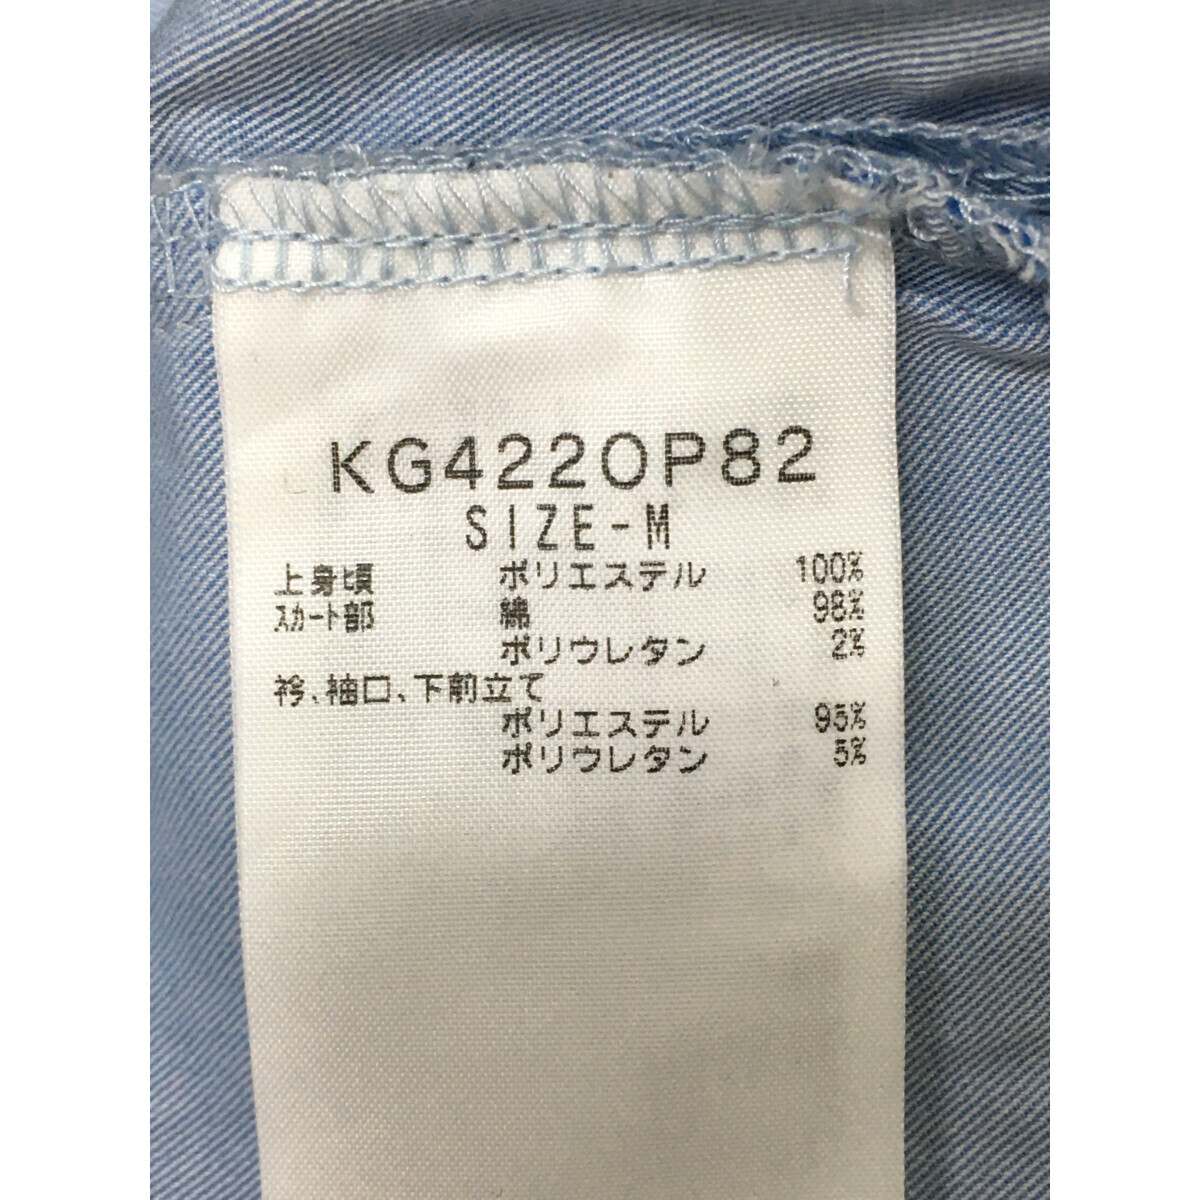 KG422OP82
SIZE-M
上身頃 ポリエステル 100%
スカート部 綿 98%
ポリウレタン 2%
衿、袖口、下前立て
ポリエステル 95%
ポリウレタン 5%